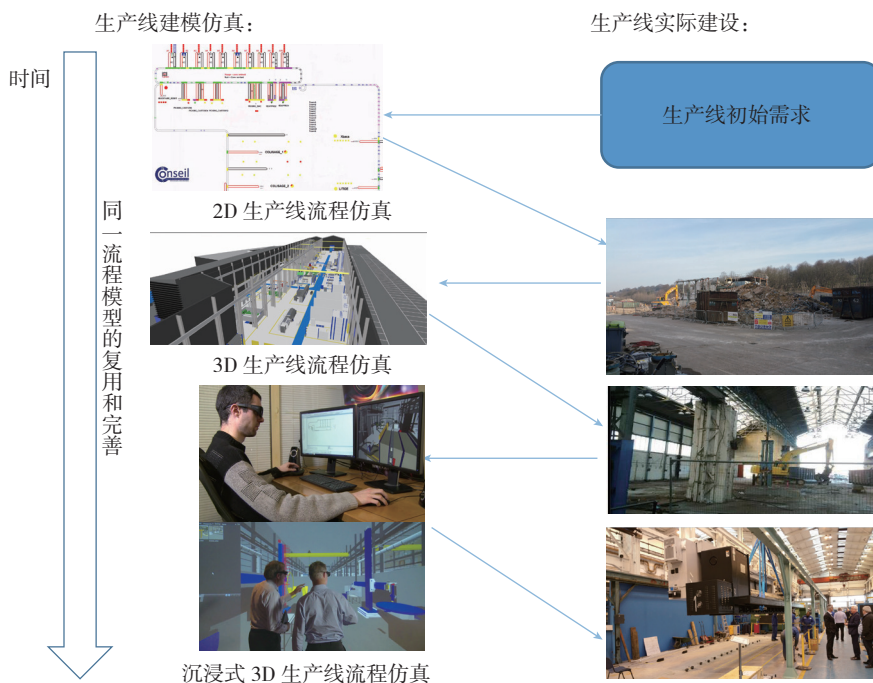 生产线建模仿真：
生产线实际建设：
时间
生产线初始需求
COURAGE_1
COURAGE_2
Conseil
2D 生产线流程仿真
同一流程模型的复用和完善
3D 生产线流程仿真
沉浸式 3D 生产线流程仿真